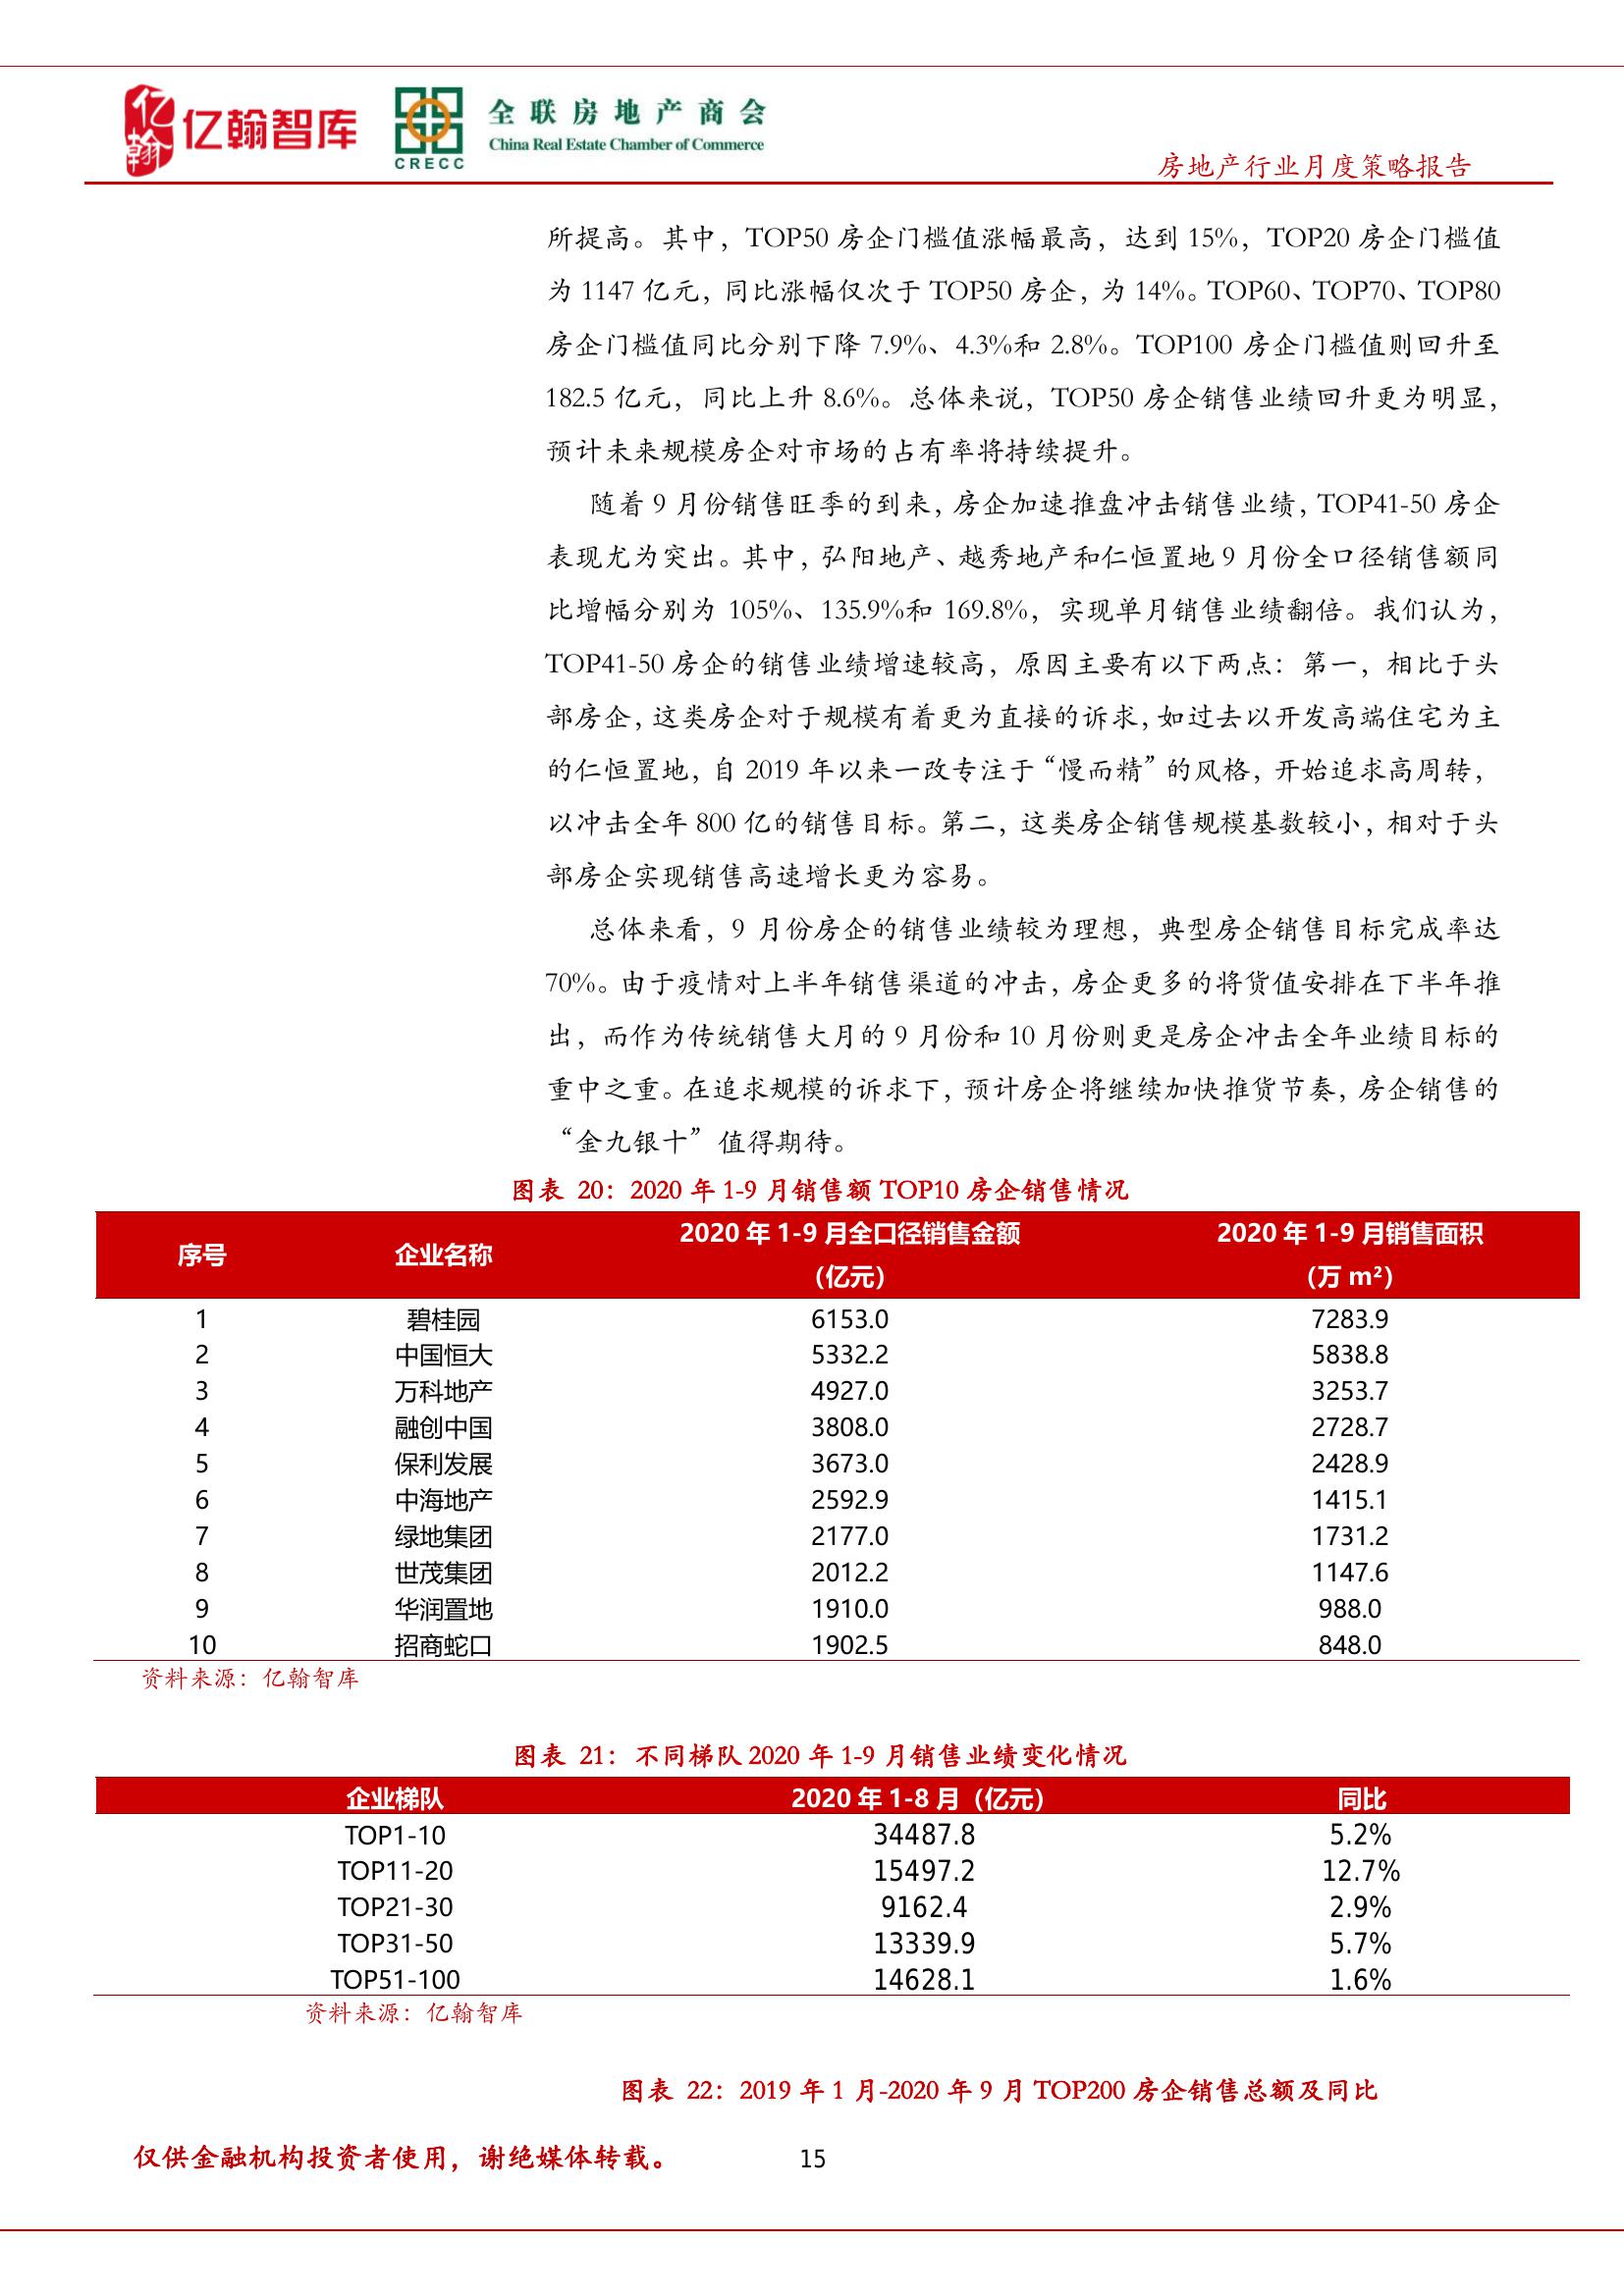 亿翰 亿翰智库
CRECC
全联房地产商会
China Real Estate Chamber of Commerce
房地产行业月度策略报告
所提高。其中，TOP50 房企门槛值涨幅最高，达到 15%，TOP20 房企门槛值
为 1147 亿元，同比涨幅仅次于 TOP50 房企，为 14%。TOP60、TOP70、TOP80
房企门槛值同比分别下降 7.9%、4.3%和 2.8%。TOP100 房企门槛值则回升至
182.5 亿元，同比上升 8.6%。总体来说，TOP50 房企销售业绩回升更为明显，
预计未来规模房企对市场的占有率将持续提升。
随着 9 月份销售旺季的到来，房企加速推盘冲击销售业绩，TOP41-50 房企
表现尤为突出。其中，弘阳地产、越秀地产和仁恒置地 9 月份全口径销售额同
比增幅分别为 105%、135.9%和 169.8%，实现单月销售业绩翻倍。我们认为，
TOP41-50 房企的销售业绩增速较高，原因主要有以下两点：第一，相比于头
部房企，这类房企对于规模有着更为直接的诉求，如过去以开发高端住宅为主
的仁恒置地，自 2019 年以来一改专注于“慢而精”的风格，开始追求高周转，
以冲击全年 800 亿的销售目标。第二，这类房企销售规模基数较小，相对于头
部房企实现销售高速增长更为容易。
总体来看，9 月份房企的销售业绩较为理想，典型房企销售目标完成率达
70%。由于疫情对上半年销售渠道的冲击，房企更多的将货值安排在下半年推
出，而作为传统销售大月的 9 月份和 10 月份则更是房企冲击全年业绩目标的
重中之重。在追求规模的诉求下，预计房企将继续加快推货节奏，房企销售的
“金九银十”值得期待。
图表 20：2020 年 1-9 月销售额 TOP10 房企销售情况
序号 企业名称 2020 年 1-9 月全口径销售金额（亿元） 2020 年 1-9 月销售面积（万 m²）
1 碧桂园 6153.0 7283.9
2 中国恒大 5332.2 5838.8
3 万科地产 4927.0 3253.7
4 融创中国 3808.0 2728.7
5 保利发展 3673.0 2428.9
6 中海地产 2592.9 1415.1
7 绿地集团 2177.0 1731.2
8 世茂集团 2012.2 1147.6
9 华润置地 1910.0 988.0
10 招商蛇口 1902.5 848.0
资料来源：亿翰智库
图表 21：不同梯队 2020 年 1-9 月销售业绩变化情况
企业梯队 2020 年 1-8 月（亿元） 同比
TOP1-10 34487.8 5.2%
TOP11-20 15497.2 12.7%
TOP21-30 9162.4 2.9%
TOP31-50 13339.9 5.7%
TOP51-100 14628.1 1.6%
资料来源：亿翰智库
图表 22：2019 年 1 月-2020 年 9 月 TOP200 房企销售总额及同比
仅供金融机构投资者使用，谢绝媒体转载。 15